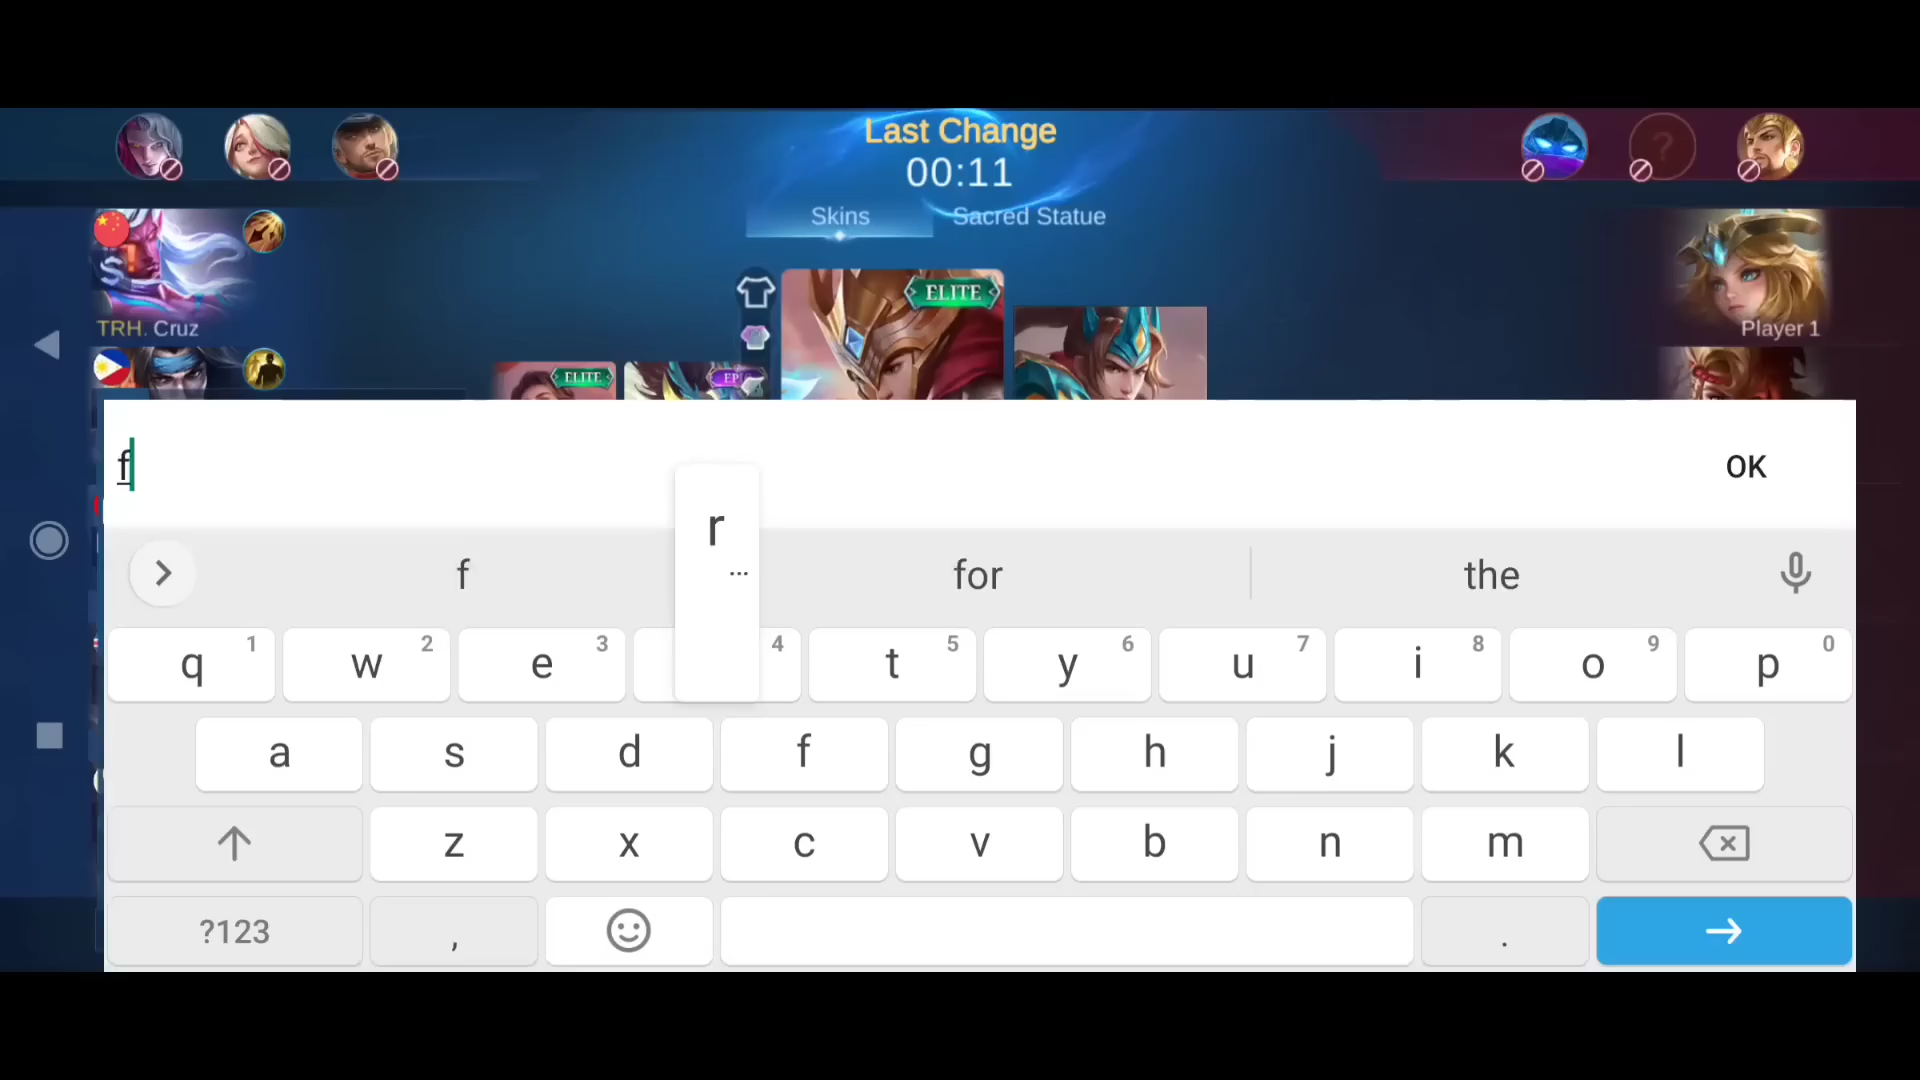 Last Change
00:11
Skins
Sacred Statue
ELITE
TRH. Cruz
Player 1
ELITE
EPIC
f
OK
r
...
f
for
the
q 1
w 2
e 3
4
t 5
y 6
u 7
i 8
o 9
p 0
a
s
d
f
g
h
j
k
l
z
x
c
v
b
n
m
?123
,
.